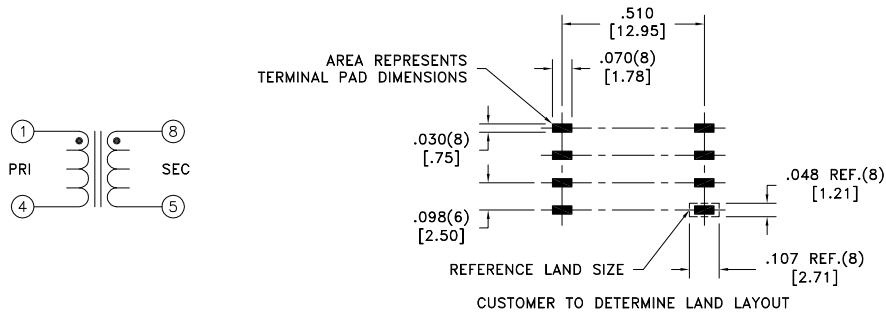 .510
[12.95]
AREA REPRESENTS
TERMINAL PAD DIMENSIONS
.070(8)
[1.78]
1
8
.030(8)
[.75]
PRI
SEC
.048 REF.(8)
[1.21]
4
5
.098(6)
[2.50]
REFERENCE LAND SIZE
.107 REF.(8)
[2.71]
CUSTOMER TO DETERMINE LAND LAYOUT